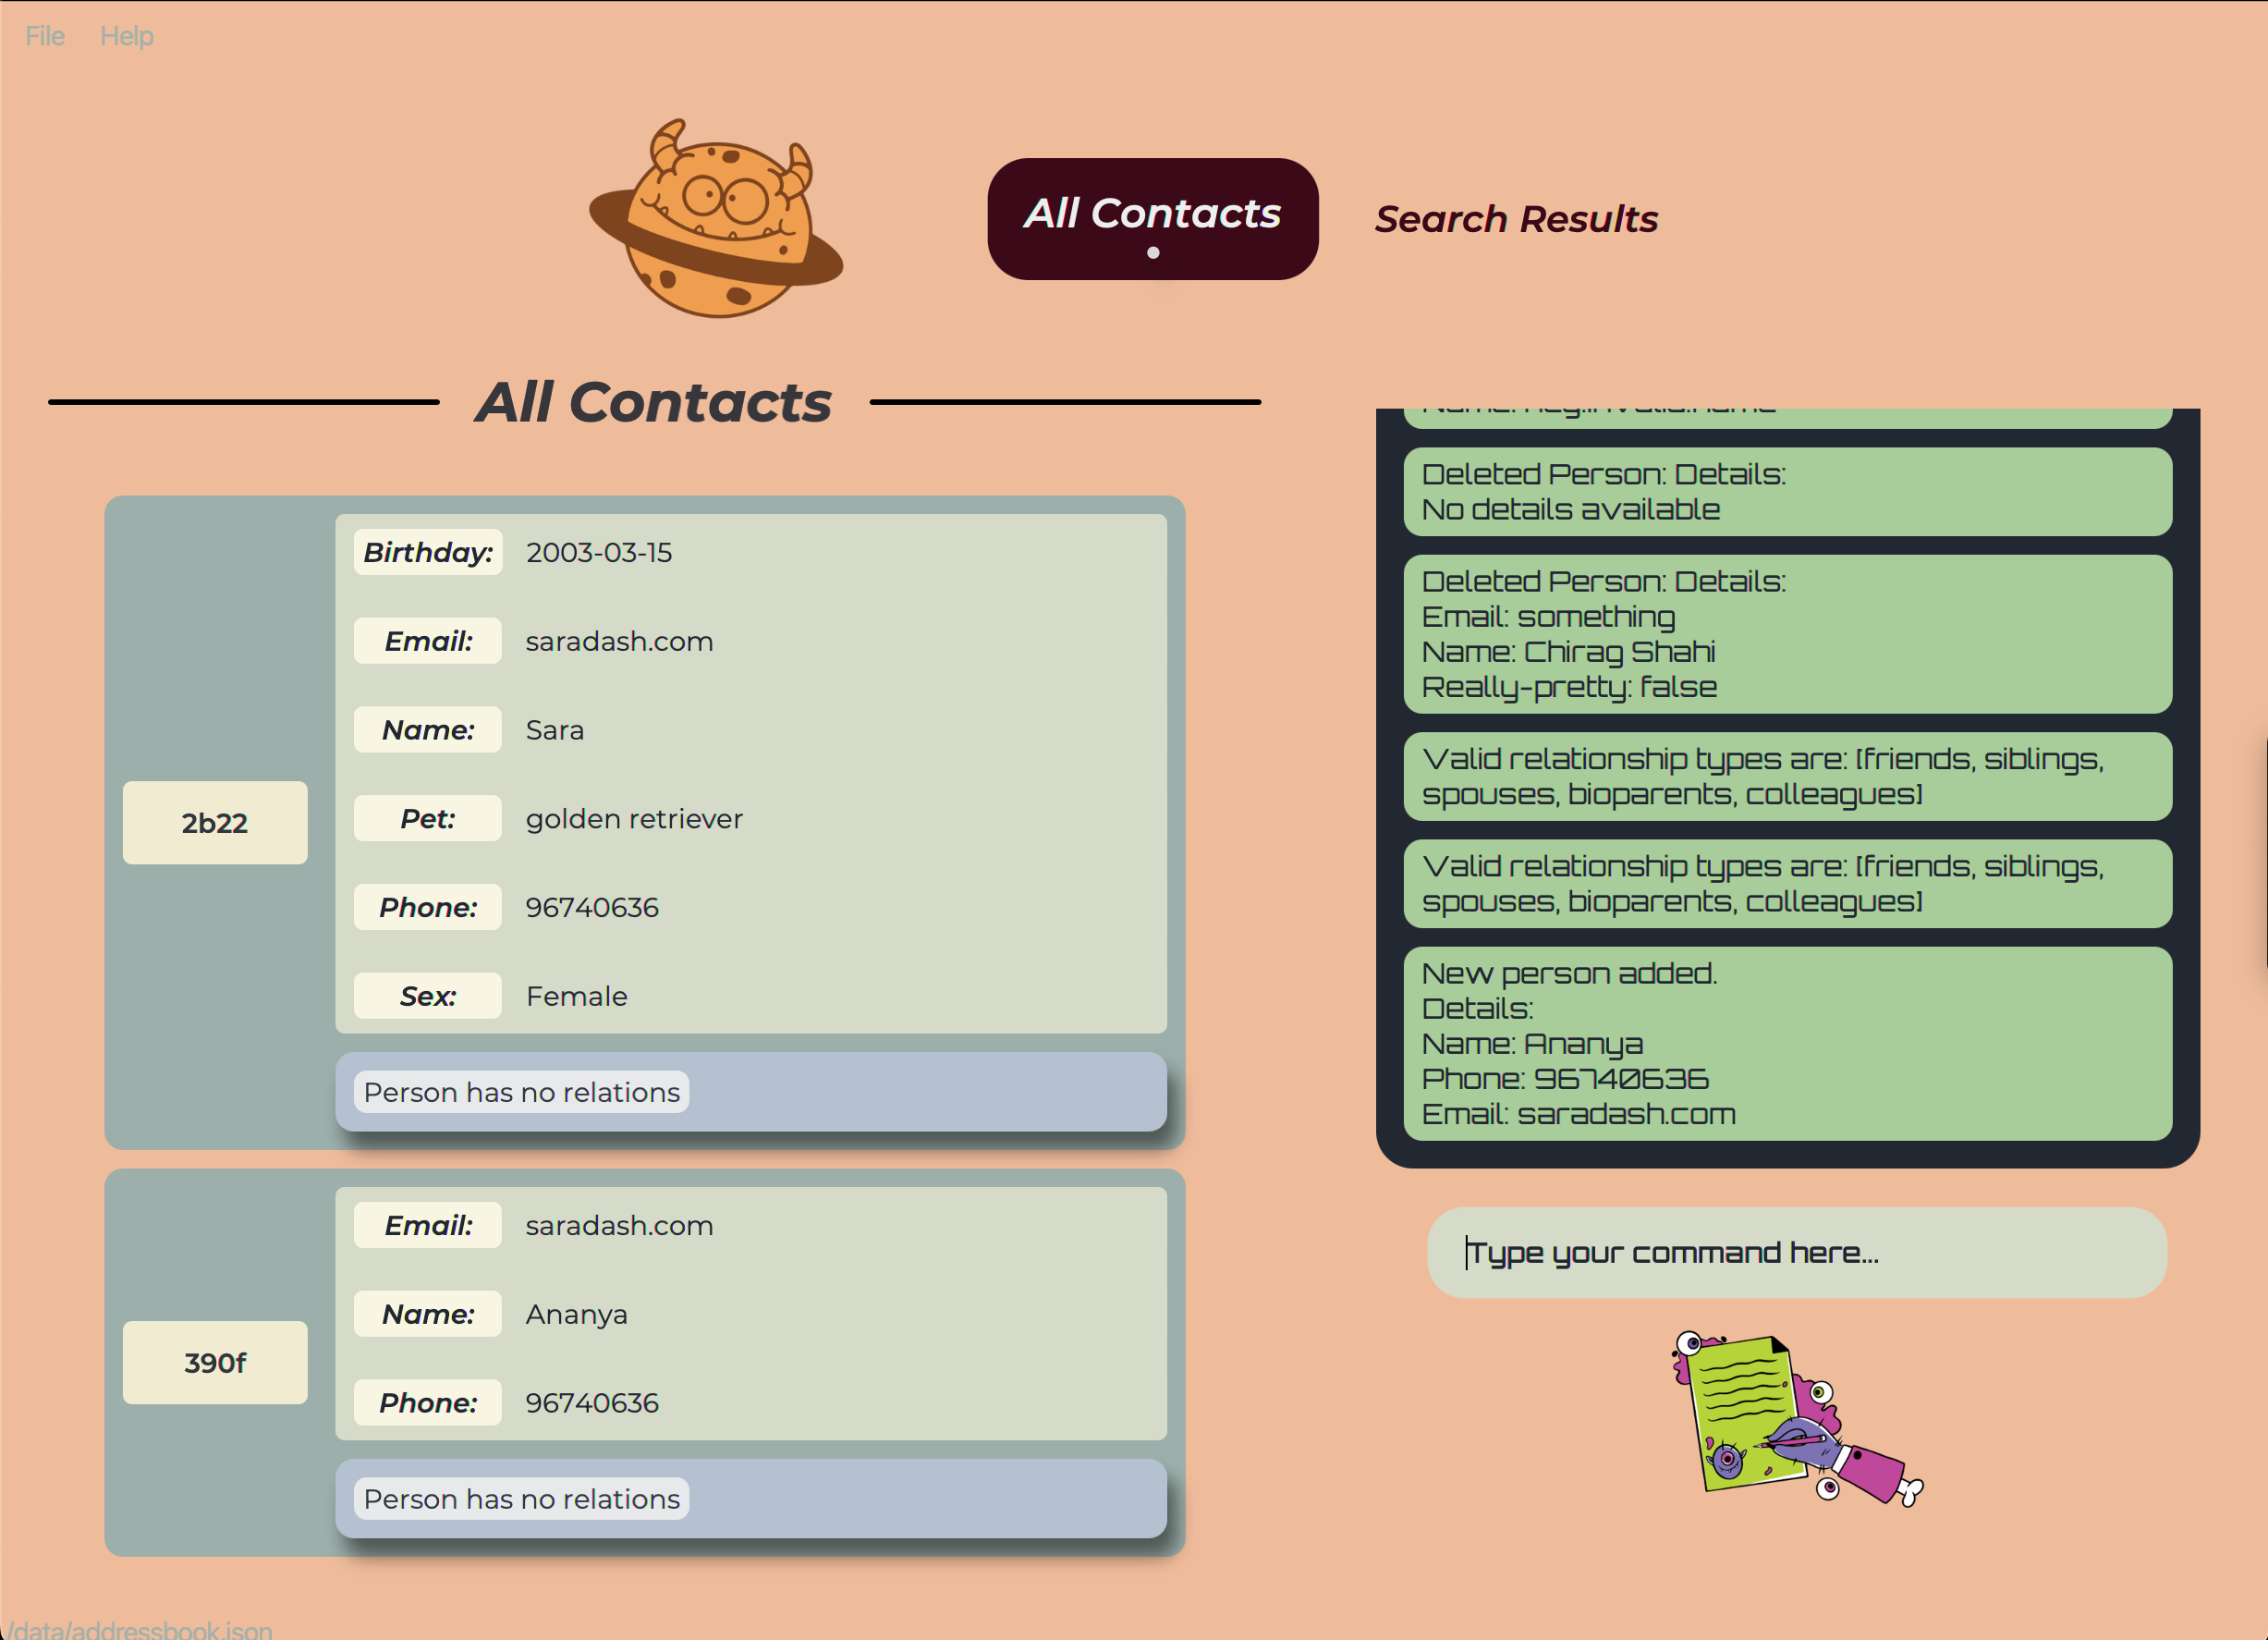 File Help
All Contacts
Search Results
All Contacts
2b22
Birthday: 2003-03-15
Email: saradash.com
Name: Sara
Pet: golden retriever
Phone: 96740636
Sex: Female
Person has no relations
390f
Email: saradash.com
Name: Ananya
Phone: 96740636
Person has no relations
Deleted Person: Details:
No details available
Deleted Person: Details:
Email: something
Name: Chirag Shahi
Really-pretty: false
Valid relationship types are: [friends, siblings,
spouses, bioparents, colleagues]
Valid relationship types are: [friends, siblings,
spouses, bioparents, colleagues]
New person added.
Details:
Name: Ananya
Phone: 96740636
Email: saradash.com
Type your command here...
/data/addressbook.json